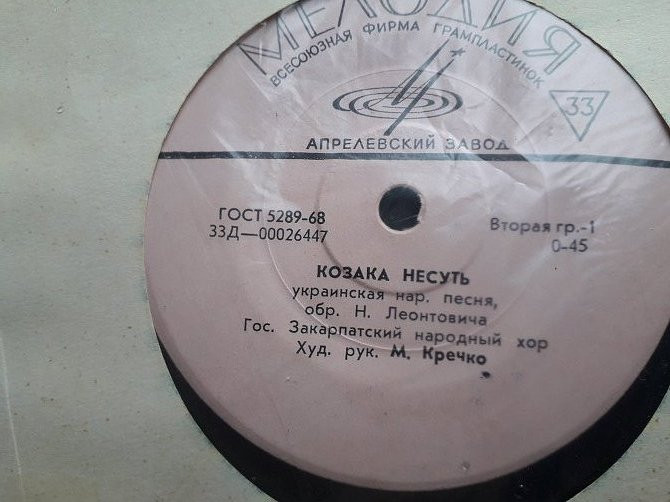 МЕЛОДИЯ
ВСЕСОЮЗНАЯ ФИРМА ГРАМПЛАСТИНОК
33
АПРЕЛЕВСКИЙ ЗАВОД
ГОСТ 5289-68
33Д—00026447
Вторая гр.-1
0-45
КОЗАКА НЕСУТЬ
украинская нар. песня,
обр. Н. Леонтовича
Гос. Закарпатский народный хор
Худ. рук. М. Кречко